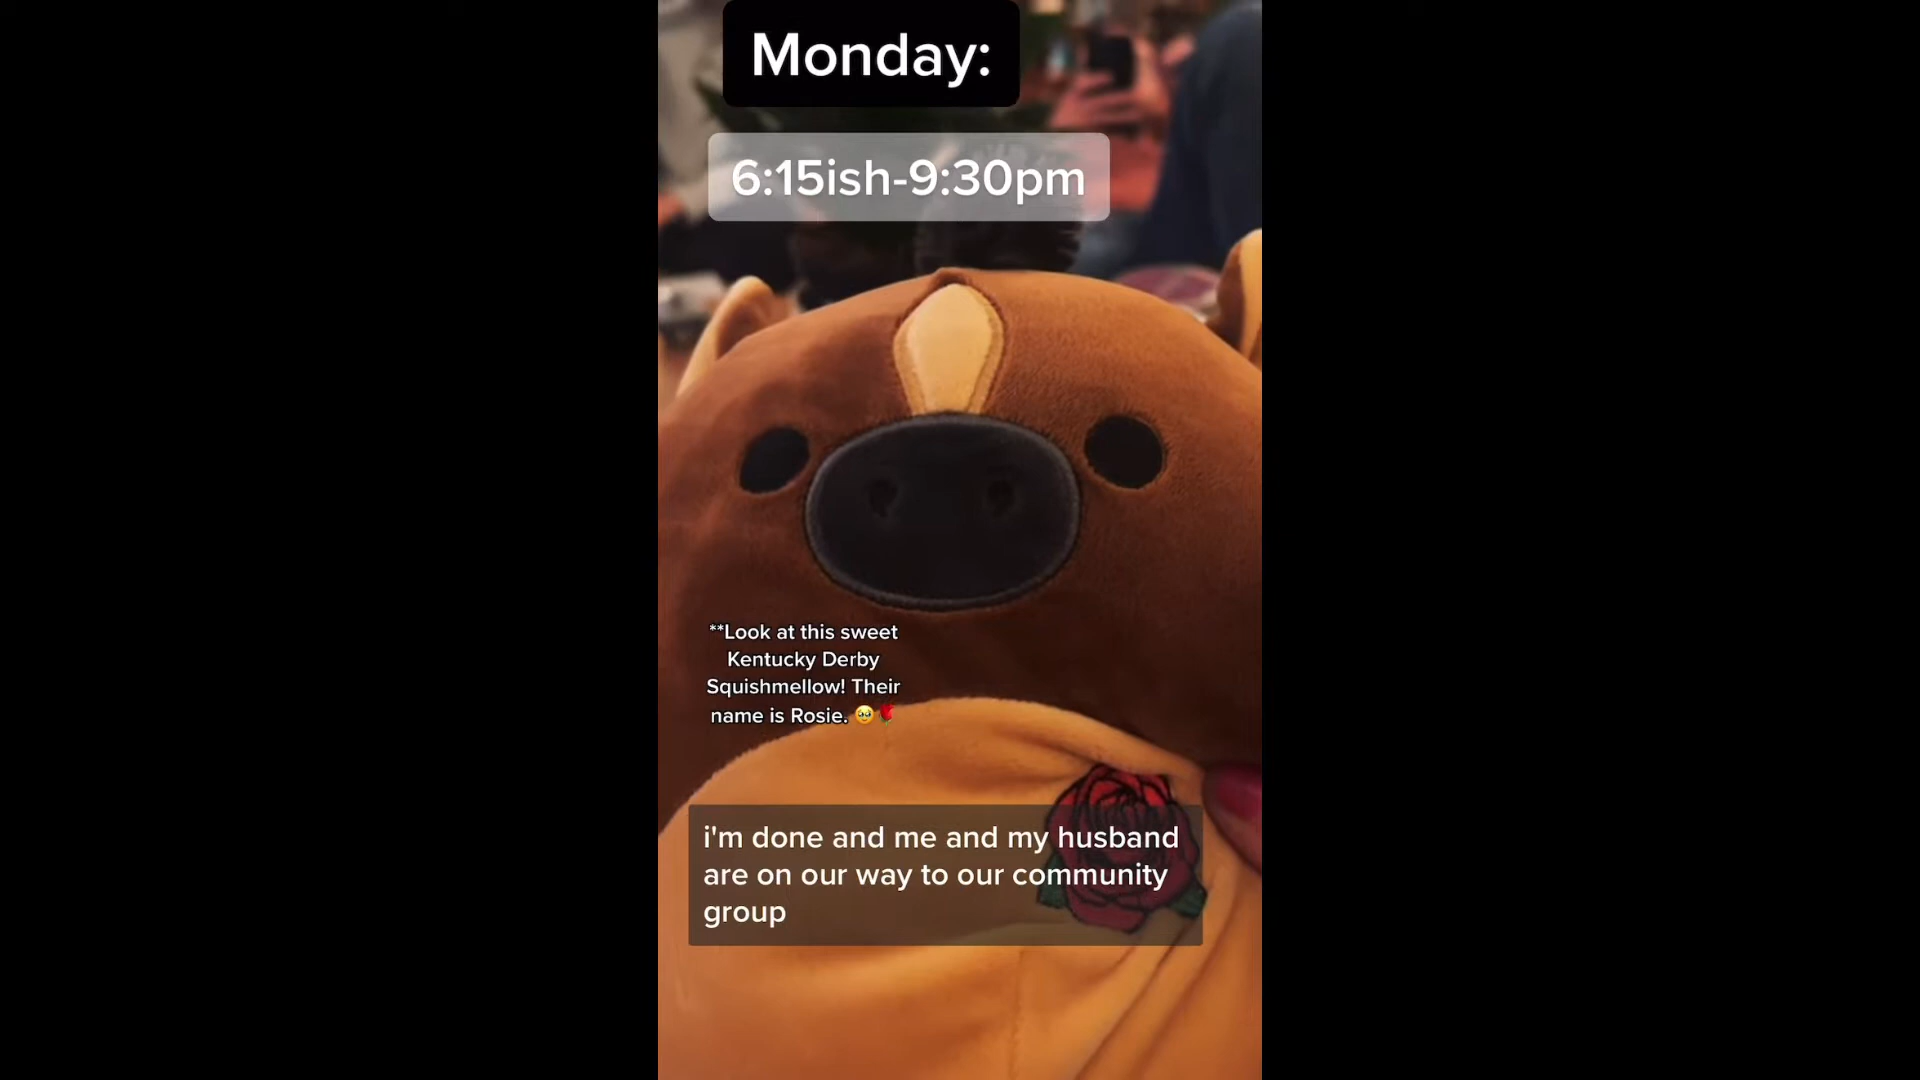 Monday:
6:15ish-9:30pm
**Look at this sweet
Kentucky Derby
Squishmellow! Their
name is Rosie. 🥹🌹
i'm done and me and my husband
are on our way to our community
group